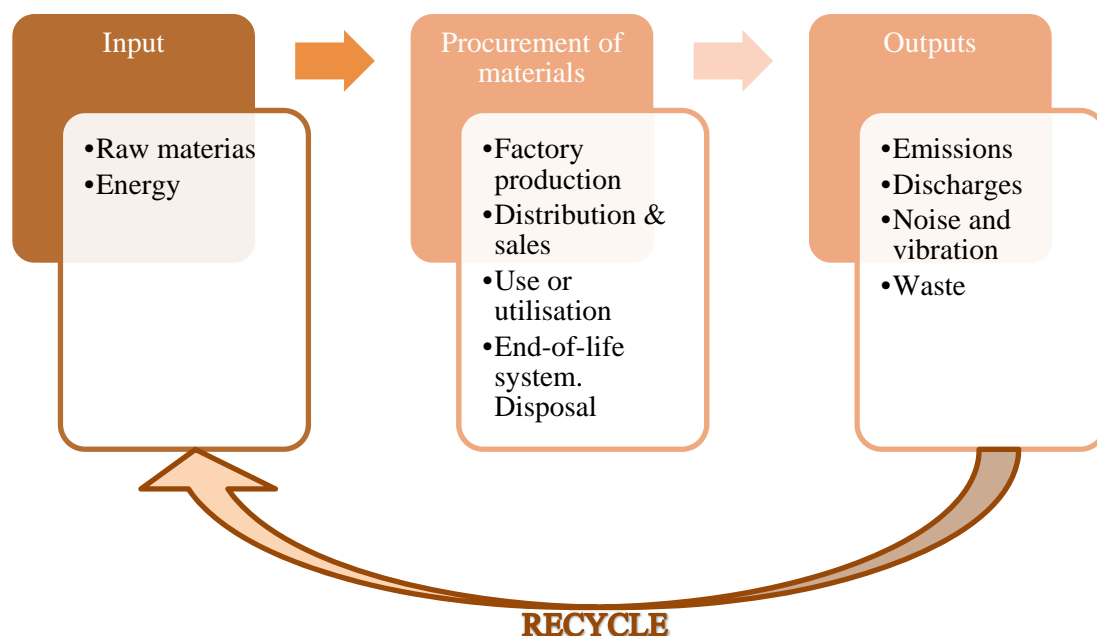 Input
•Raw materias
•Energy
Procurement of
materials
•Factory
production
•Distribution &
sales
•Use or
utilisation
•End-of-life
system.
Disposal
Outputs
•Emissions
•Discharges
•Noise and
vibration
•Waste
RECYCLE